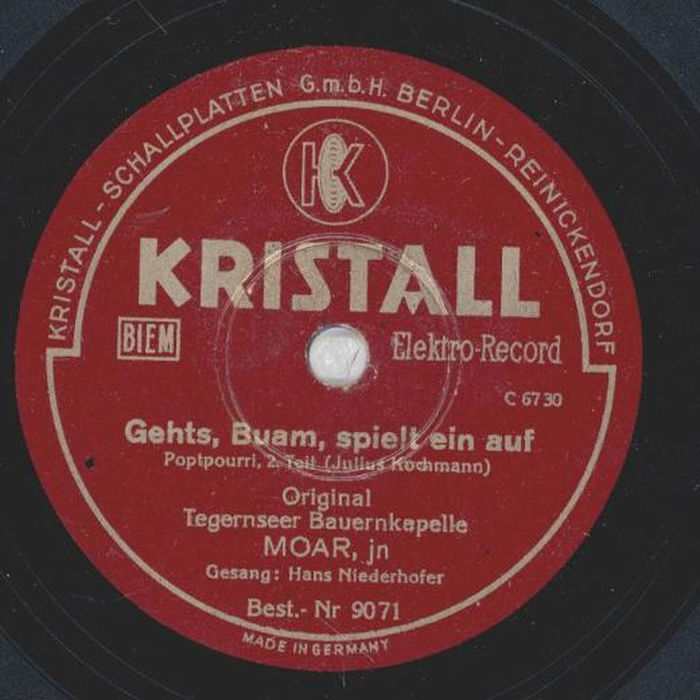 KRISTALL-SCHALLPLATTEN G.m.b.H. BERLIN-REINICKENDORF
K
KRISTALL
BIEM
Elektro-Record
C 6730
Gehts, Buam, spielt ein auf
Poptpourri, 2. Teil (Julius Kochmann)
Original
Tegernseer Bauernkapelle
MOAR, jn
Gesang: Hans Niederhofer
Best.- Nr 9071
MADE IN GERMANY